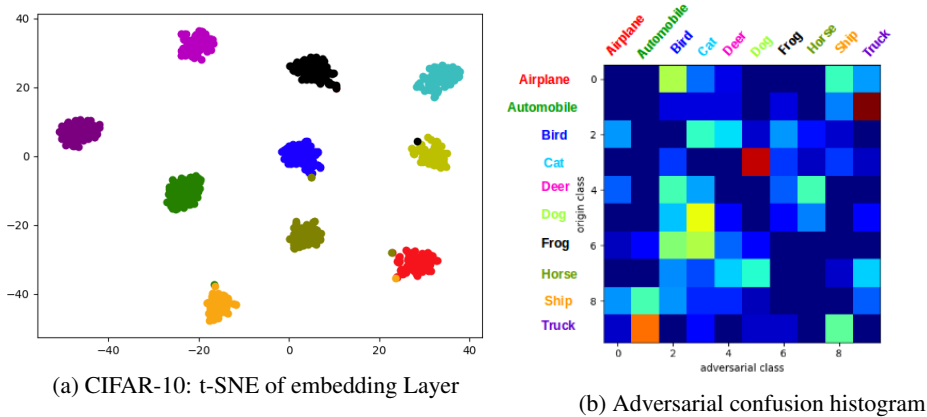 40
20
0
−20
−40
−40
−20
0
20
40
(a) CIFAR-10: t-SNE of embedding Layer
Airplane
Automobile
Bird
Cat
Deer
Dog
Frog
Horse
Ship
Truck
Airplane
Automobile
Bird
Cat
Deer
Dog
Frog
Horse
Ship
Truck
origin class
0
2
4
6
8
0
2
4
6
8
adversarial class
(b) Adversarial confusion histogram